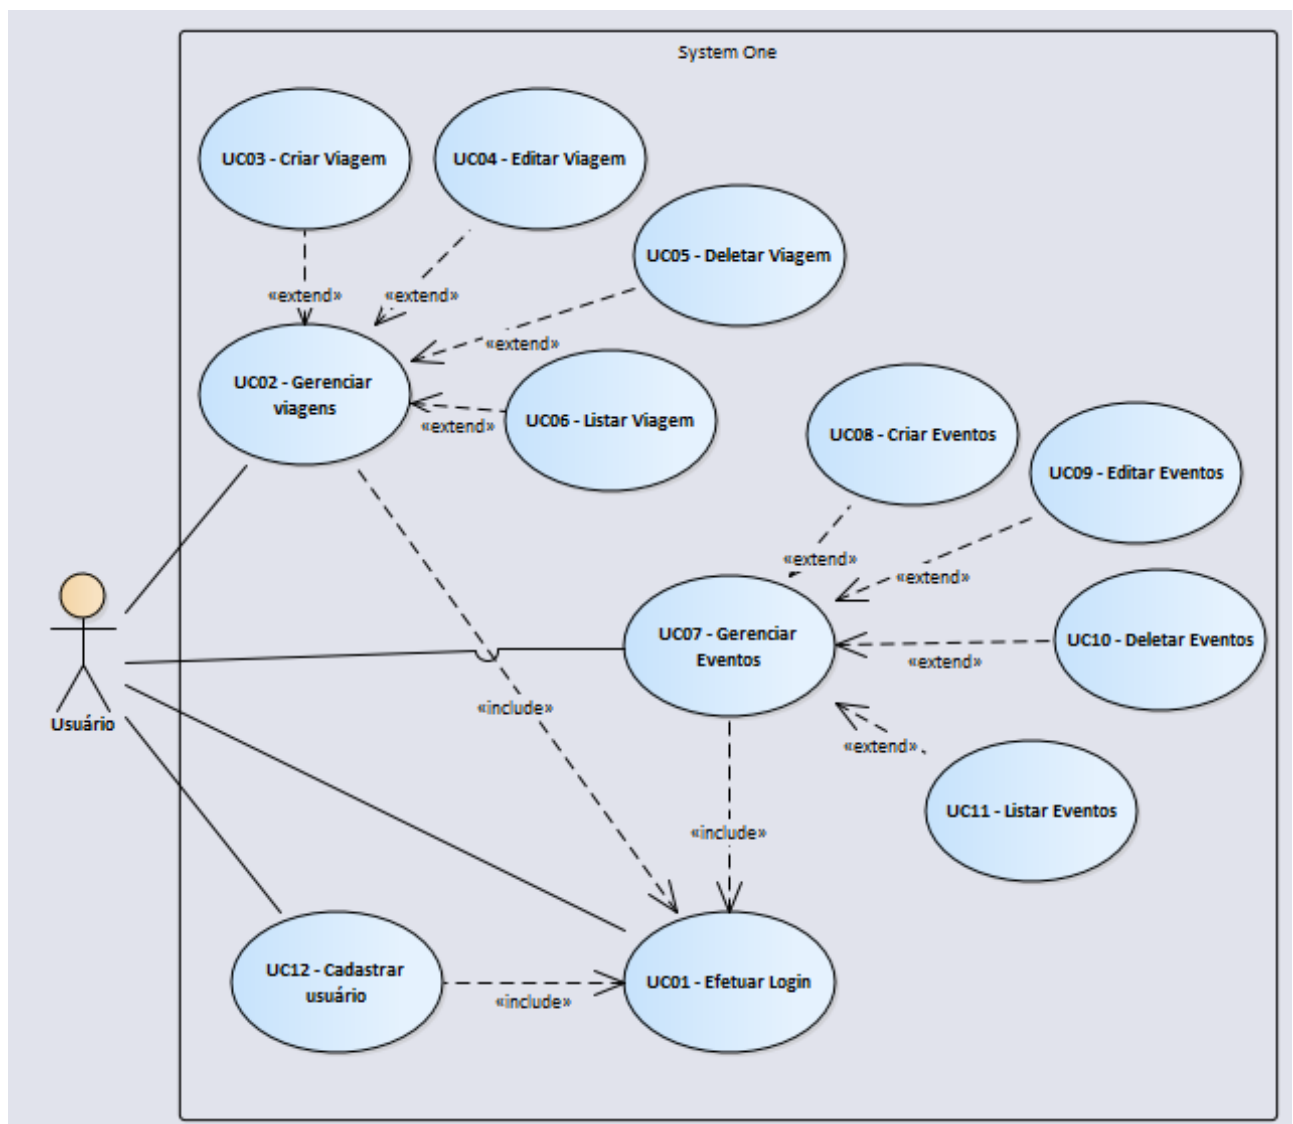 System One
UC03 - Criar Viagem
UC04 - Editar Viagem
UC05 - Deletar Viagem
«extend»
«extend»
«extend»
UC02 - Gerenciar
viagens
UC06 - Listar Viagem
«extend»
UC08 - Criar Eventos
UC09 - Editar Eventos
«extend»
«extend»
UC07 - Gerenciar
Eventos
UC10 - Deletar Eventos
«extend»
Usuário
«include»
«extend»
UC11 - Listar Eventos
«include»
UC12 - Cadastrar
usuário
«include»
UC01 - Efetuar Login